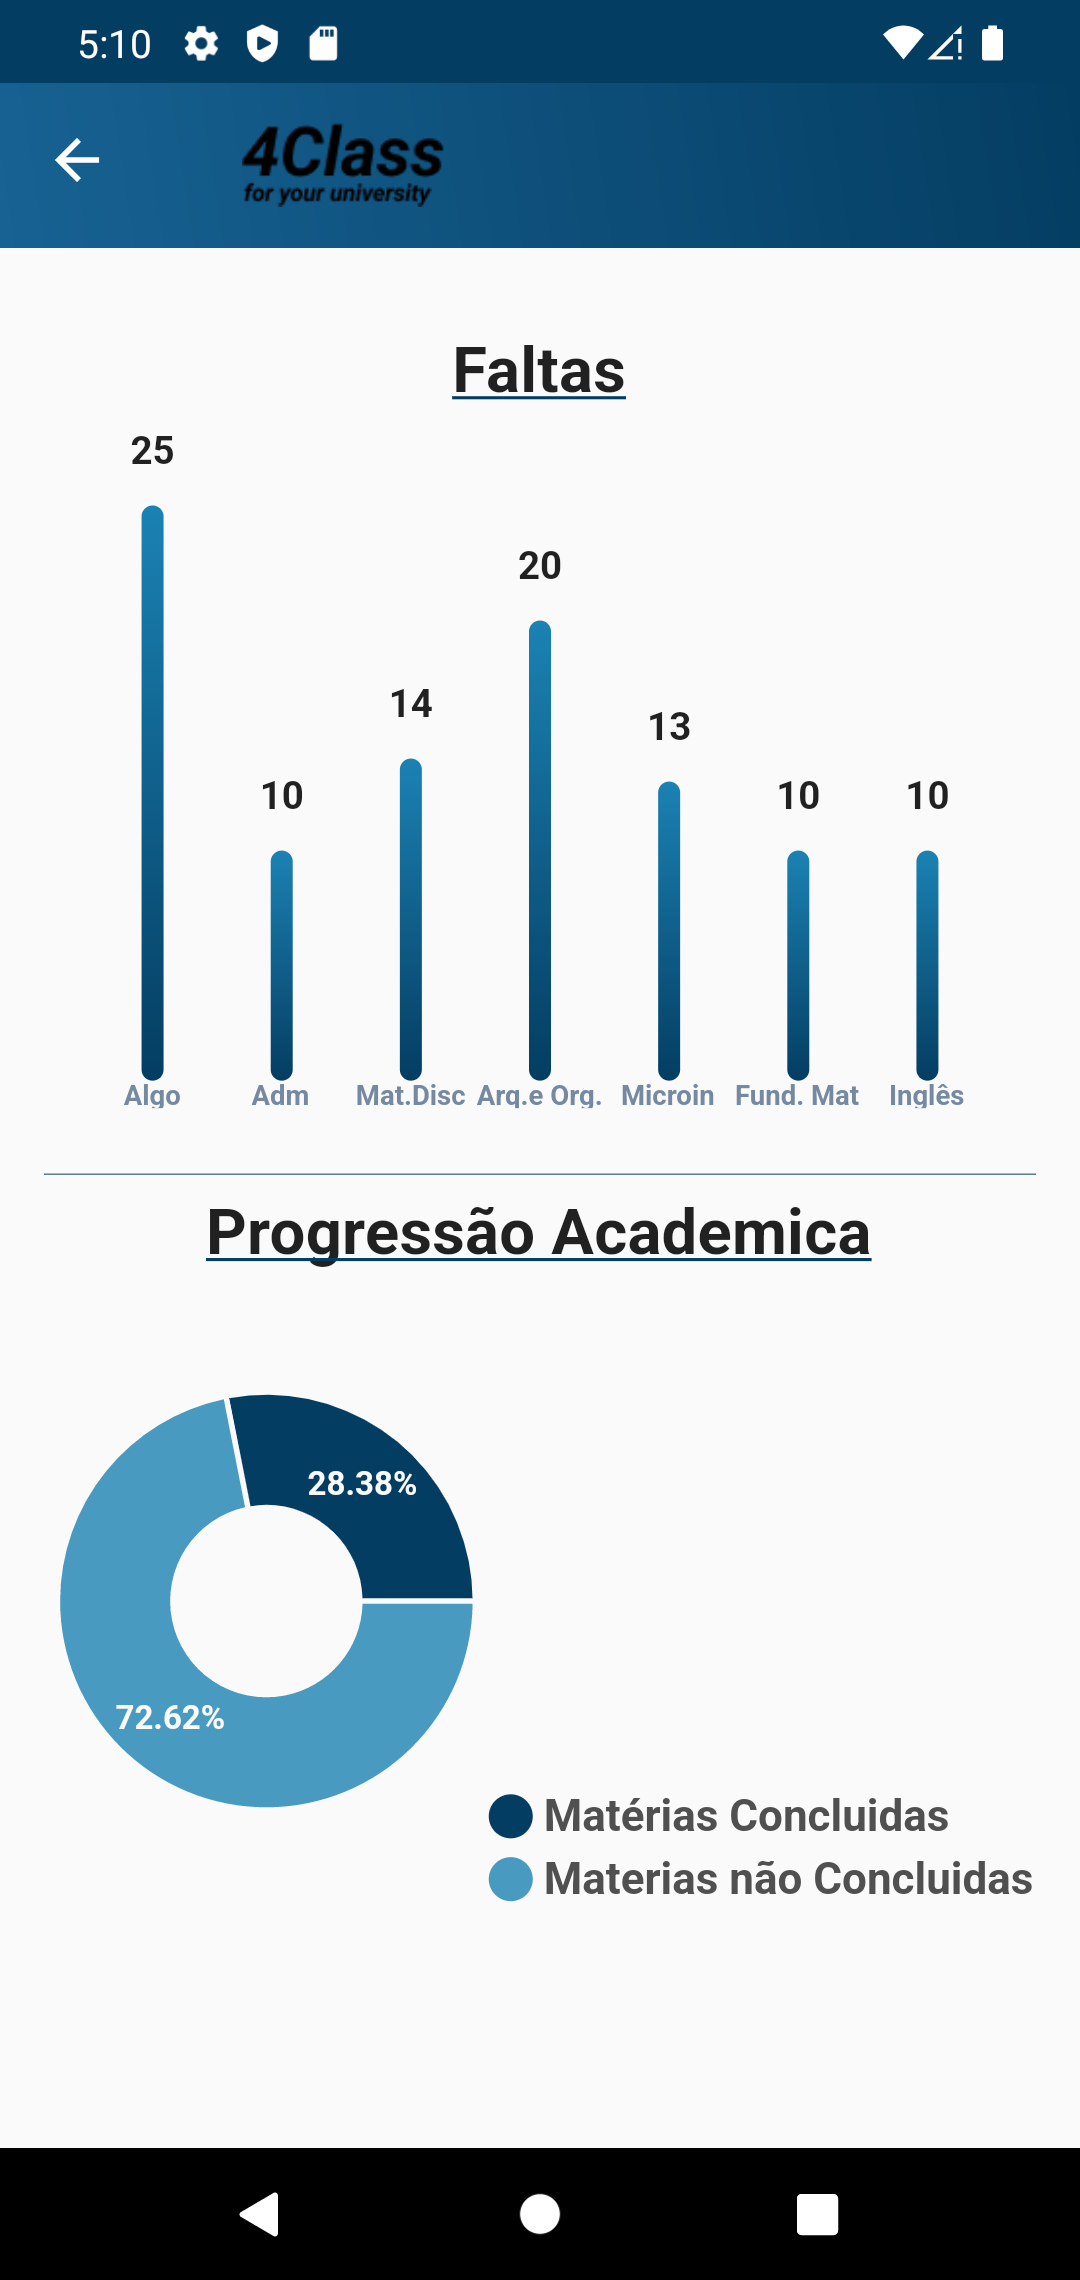 5:10
4Class
for your university
Faltas
25
20
14
13
10
10
10
Algo Adm Mat.Disc Arq.e Org. Microin Fund. Mat Inglês
Progressão Academica
28.38%
72.62%
Matérias Concluidas
Materias não Concluidas